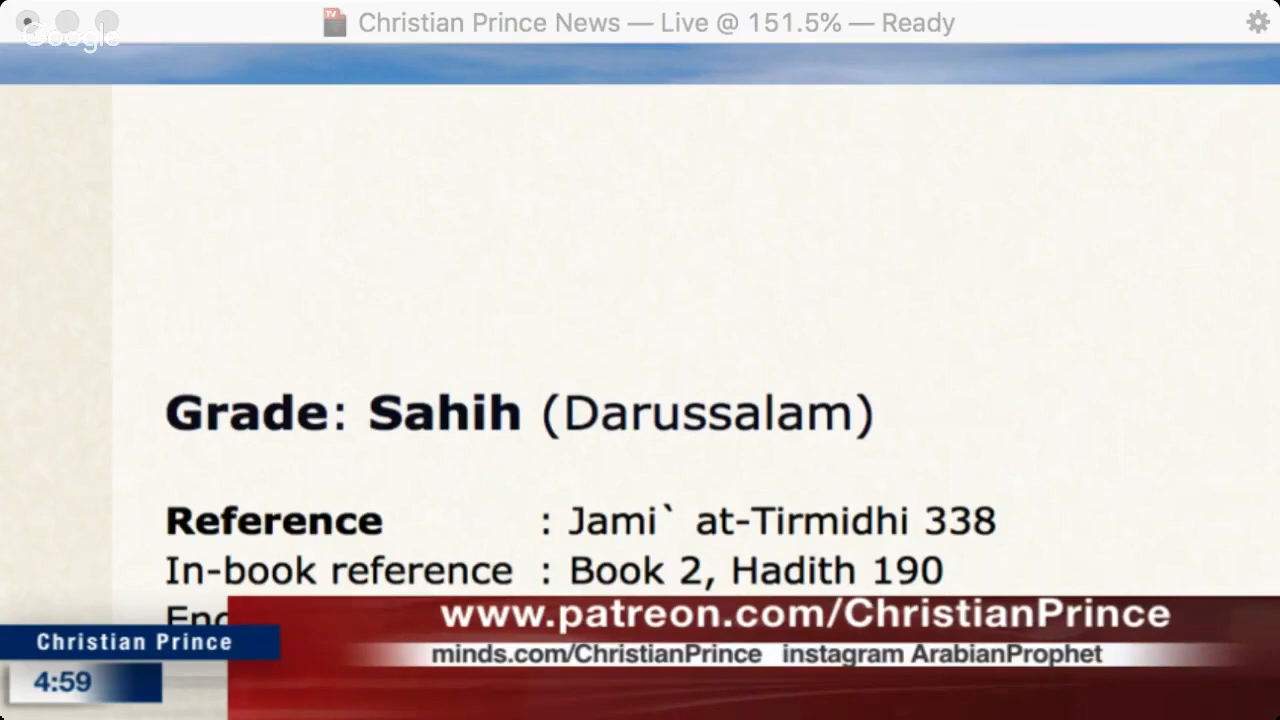 Christian Prince News — Live @ 151.5% — Ready
Google
Grade: Sahih (Darussalam)
Reference : Jami` at-Tirmidhi 338
In-book reference : Book 2, Hadith 190
www.patreon.com/ChristianPrince
Christian Prince
minds.com/ChristianPrince instagram ArabianProphet
4:59